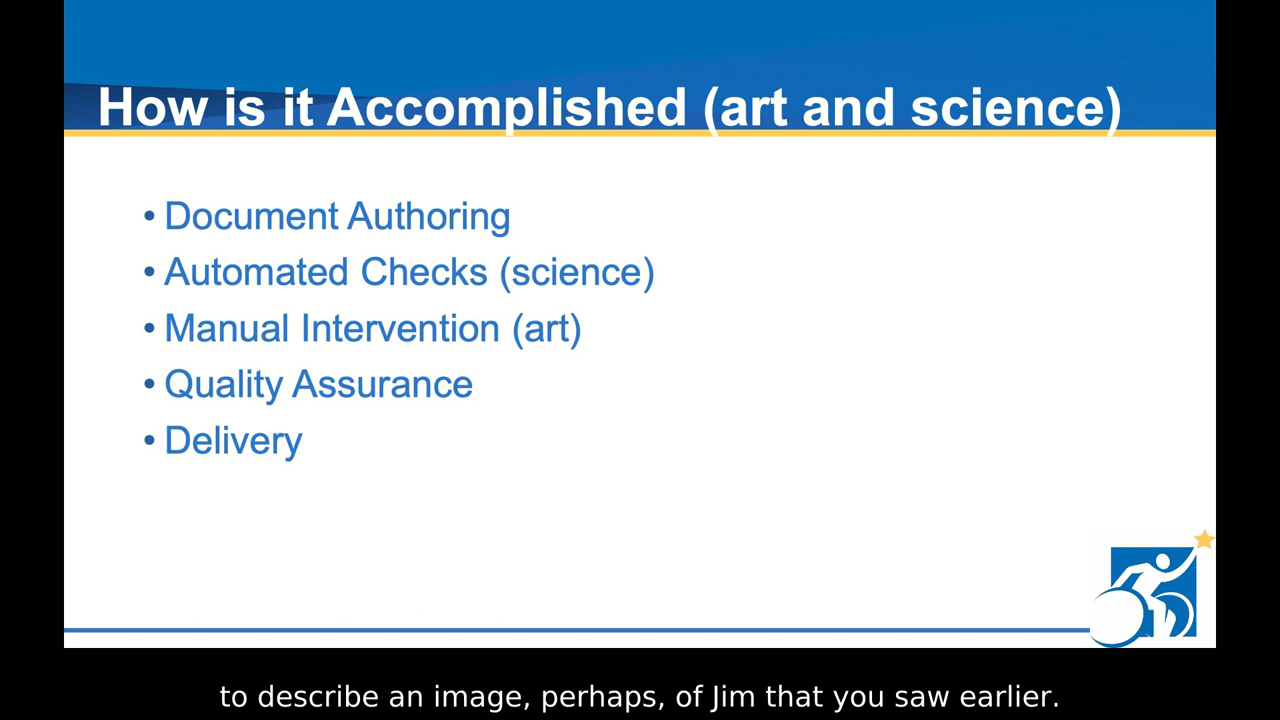 How is it Accomplished (art and science)
• Document Authoring
• Automated Checks (science)
• Manual Intervention (art)
• Quality Assurance
• Delivery
to describe an image, perhaps, of Jim that you saw earlier.